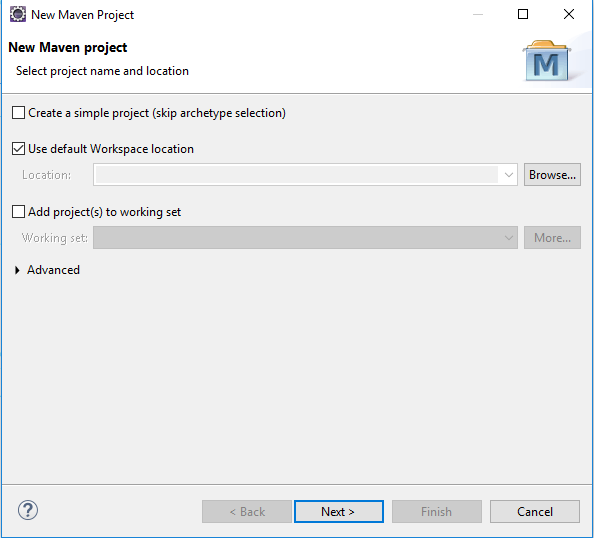 New Maven Project
New Maven project
Select project name and location
M
Create a simple project (skip archetype selection)
Use default Workspace location
Location:
Browse...
Add project(s) to working set
Working set:
More...
Advanced
?
< Back
Next >
Finish
Cancel